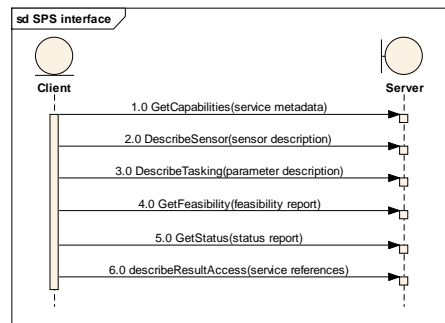 sd SPS interface
Client
Server
1.0 GetCapabilities(service metadata)
2.0 DescribeSensor(sensor description)
3.0 DescribeTasking(parameter description)
4.0 GetFeasibility(feasibility report)
5.0 GetStatus(status report)
6.0 describeResultAccess(service references)